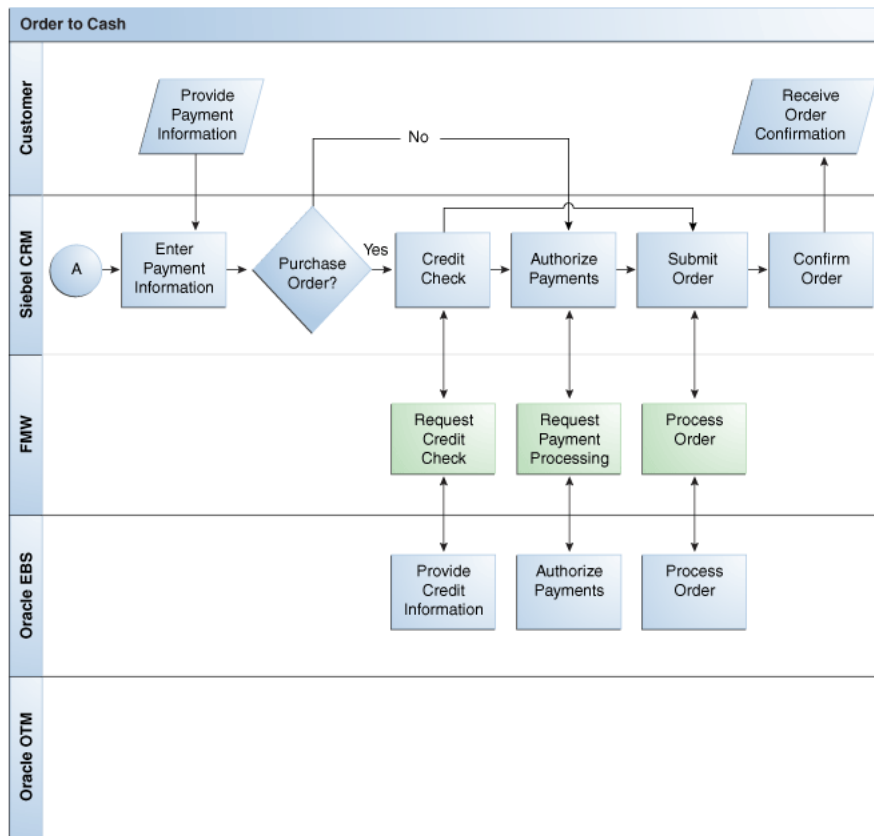 Order to Cash
Customer
Provide
Payment
Information
No
Receive
Order
Confirmation
Siebel CRM
A
Enter
Payment
Information
Purchase
Order?
Yes
Credit
Check
Authorize
Payments
Submit
Order
Confirm
Order
FMW
Request
Credit
Check
Request
Payment
Processing
Process
Order
Oracle EBS
Provide
Credit
Information
Authorize
Payments
Process
Order
Oracle OTM